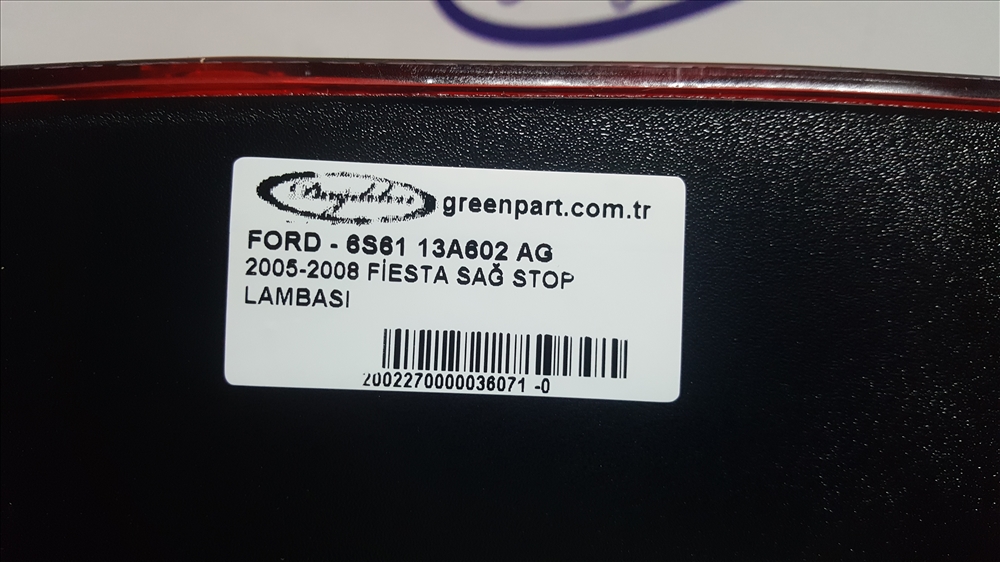 greenpart.com.tr
FORD - 6S61 13A602 AG
2005-2008 FİESTA SAĞ STOP
LAMBASI
2002270000036071 -0